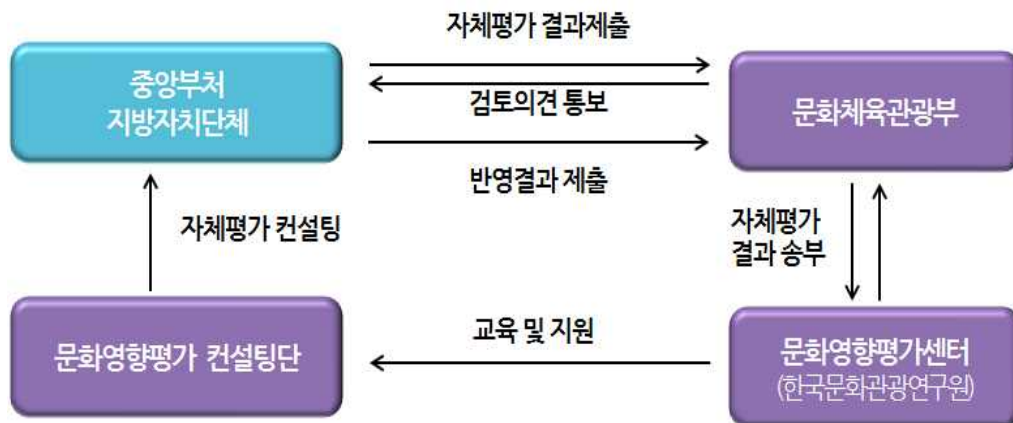 자체평가 결과제출
중앙부처
지방자치단체
검토의견 통보
문화체육관광부
반영결과 제출
자체평가 컨설팅
자체평가
결과 송부
문화영향평가 컨설팅단
교육 및 지원
문화영향평가센터
(한국문화관광연구원)